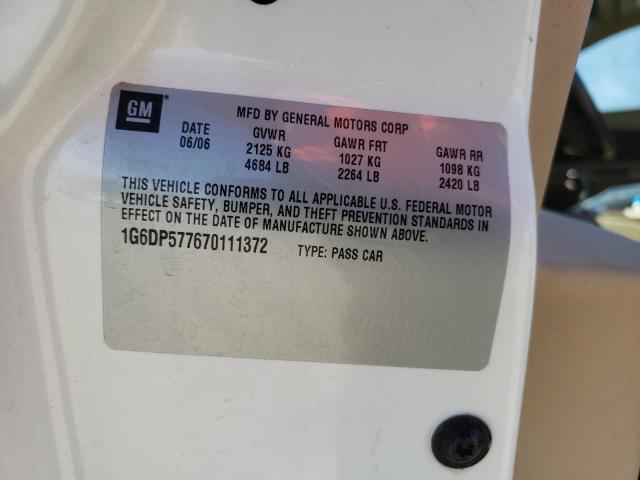 GM
MFD BY GENERAL MOTORS CORP
DATE GVWR GAWR FRT GAWR RR
06/06 2125 KG 1027 KG 1098 KG
4684 LB 2264 LB 2420 LB
THIS VEHICLE CONFORMS TO ALL APPLICABLE U.S. FEDERAL MOTOR
VEHICLE SAFETY, BUMPER, AND THEFT PREVENTION STANDARDS IN
EFFECT ON THE DATE OF MANUFACTURE SHOWN ABOVE.
1G6DP577670111372 TYPE: PASS CAR